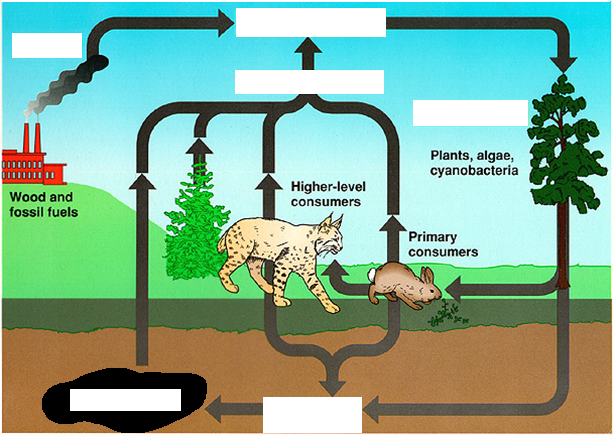 Plants, algae,
cyanobacteria
Wood and
fossil fuels
Higher-level
consumers
Primary
consumers